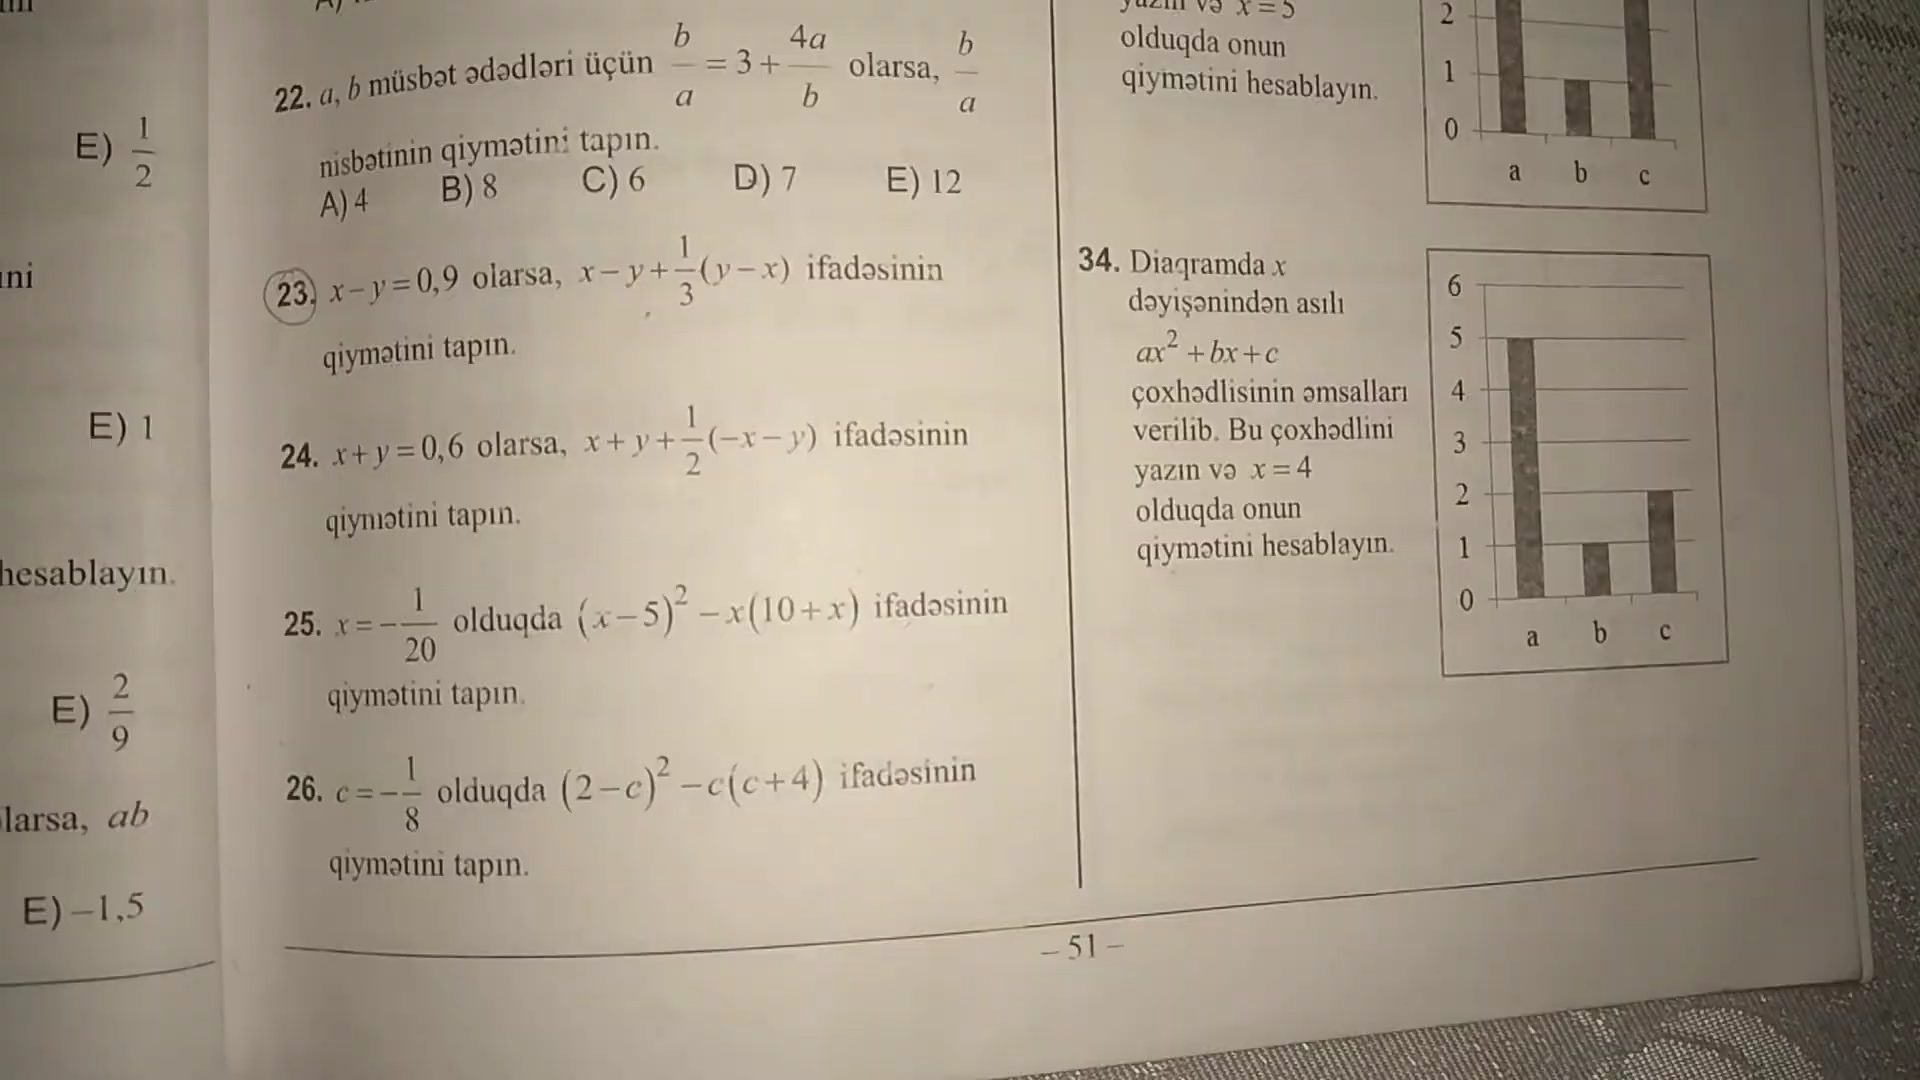 E) 1/2
E) 1
hesablayın.
E) 2/9
olarsa, ab
E) –1,5
22. a, b müsbət ədədləri üçün b/a = 3 + 4a/b olarsa, b/a
nisbətinin qiymətini tapın.
A) 4 B) 8 C) 6 D) 7 E) 12
23. x – y = 0,9 olarsa, x – y + 1/3 (y – x) ifadəsinin
qiymətini tapın.
24. x + y = 0,6 olarsa, x + y + 1/2 (–x – y) ifadəsinin
qiymətini tapın.
25. x = –1/20 olduqda (x – 5)² – x(10 + x) ifadəsinin
qiymətini tapın.
26. c = –1/8 olduqda (2 – c)² – c(c + 4) ifadəsinin
qiymətini tapın.
yazın və x = 5
olduqda onun
qiymətini hesablayın.
2
1
0
a b c
34. Diaqramda x
dəyişənindən asılı
ax² + bx + c
çoxhədlisinin əmsalları
verilib. Bu çoxhədlini
yazın və x = 4
olduqda onun
qiymətini hesablayın.
6
5
4
3
2
1
0
a b c
– 51 –